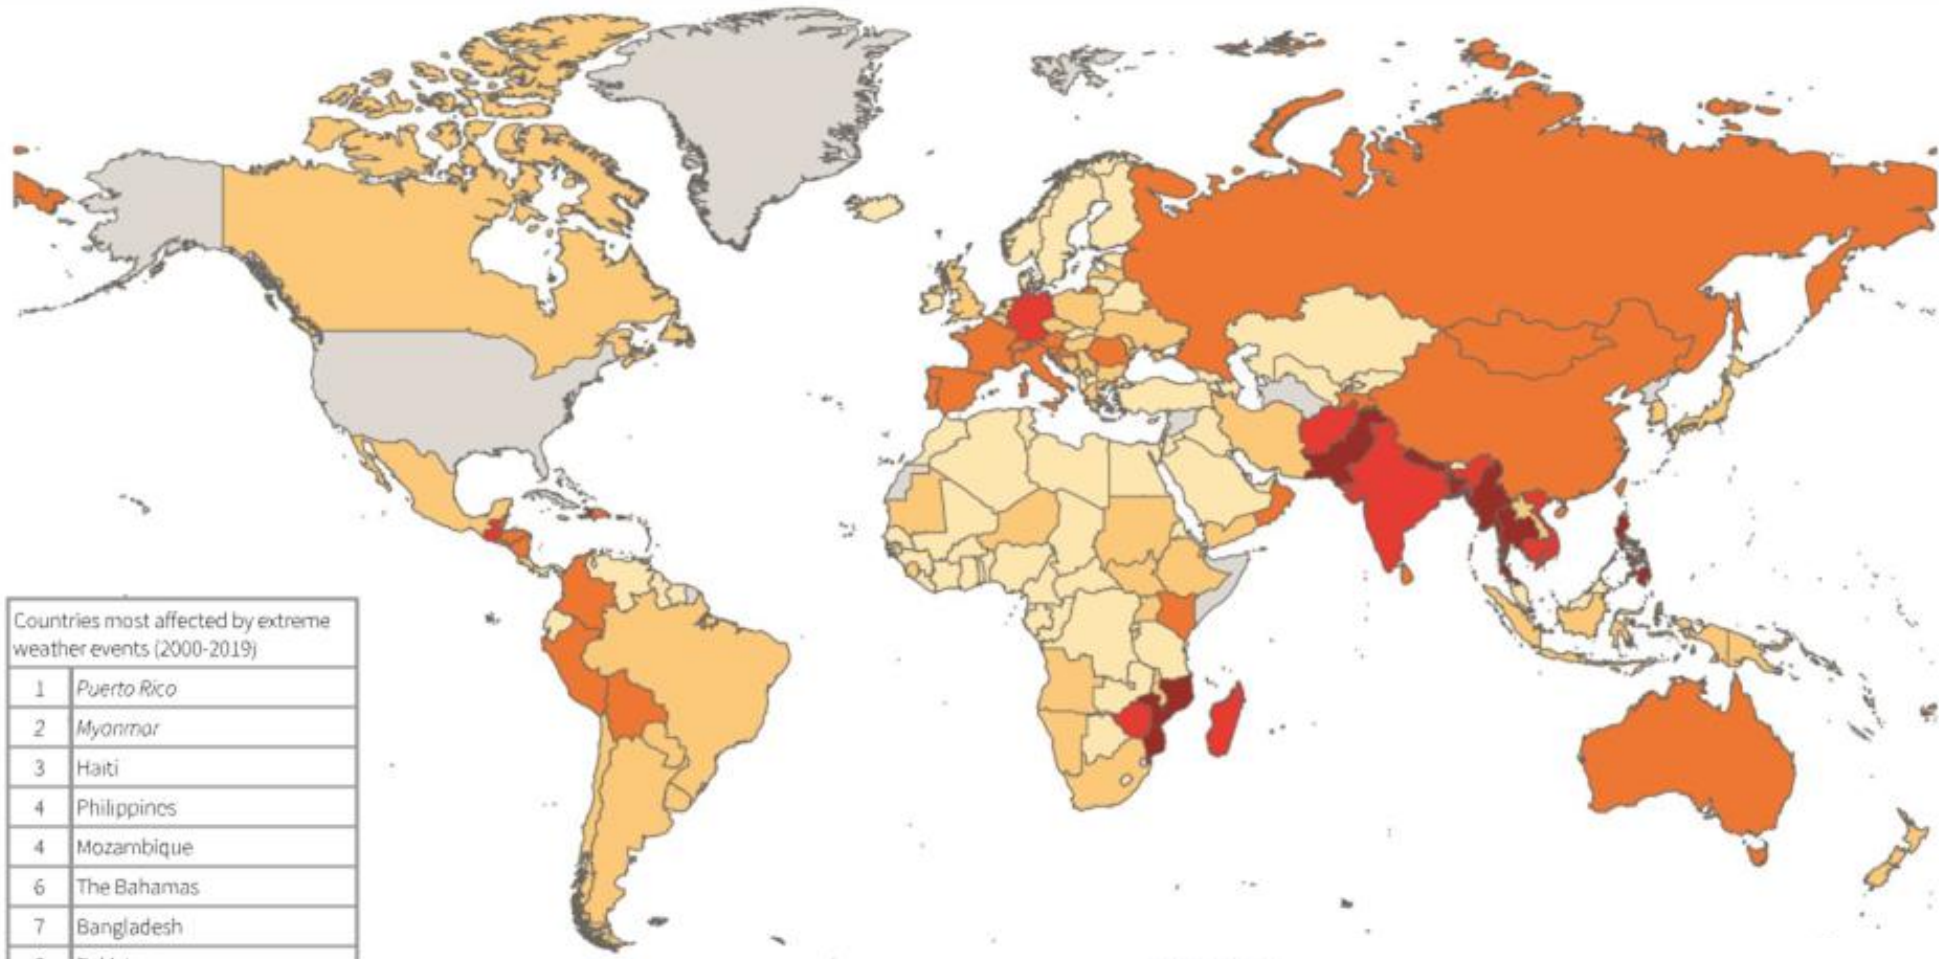 Countries most affected by extreme
weather events (2000-2019)
1 Puerto Rico
2 Myanmar
3 Haiti
4 Philippines
4 Mozambique
6 The Bahamas
7 Bangladesh